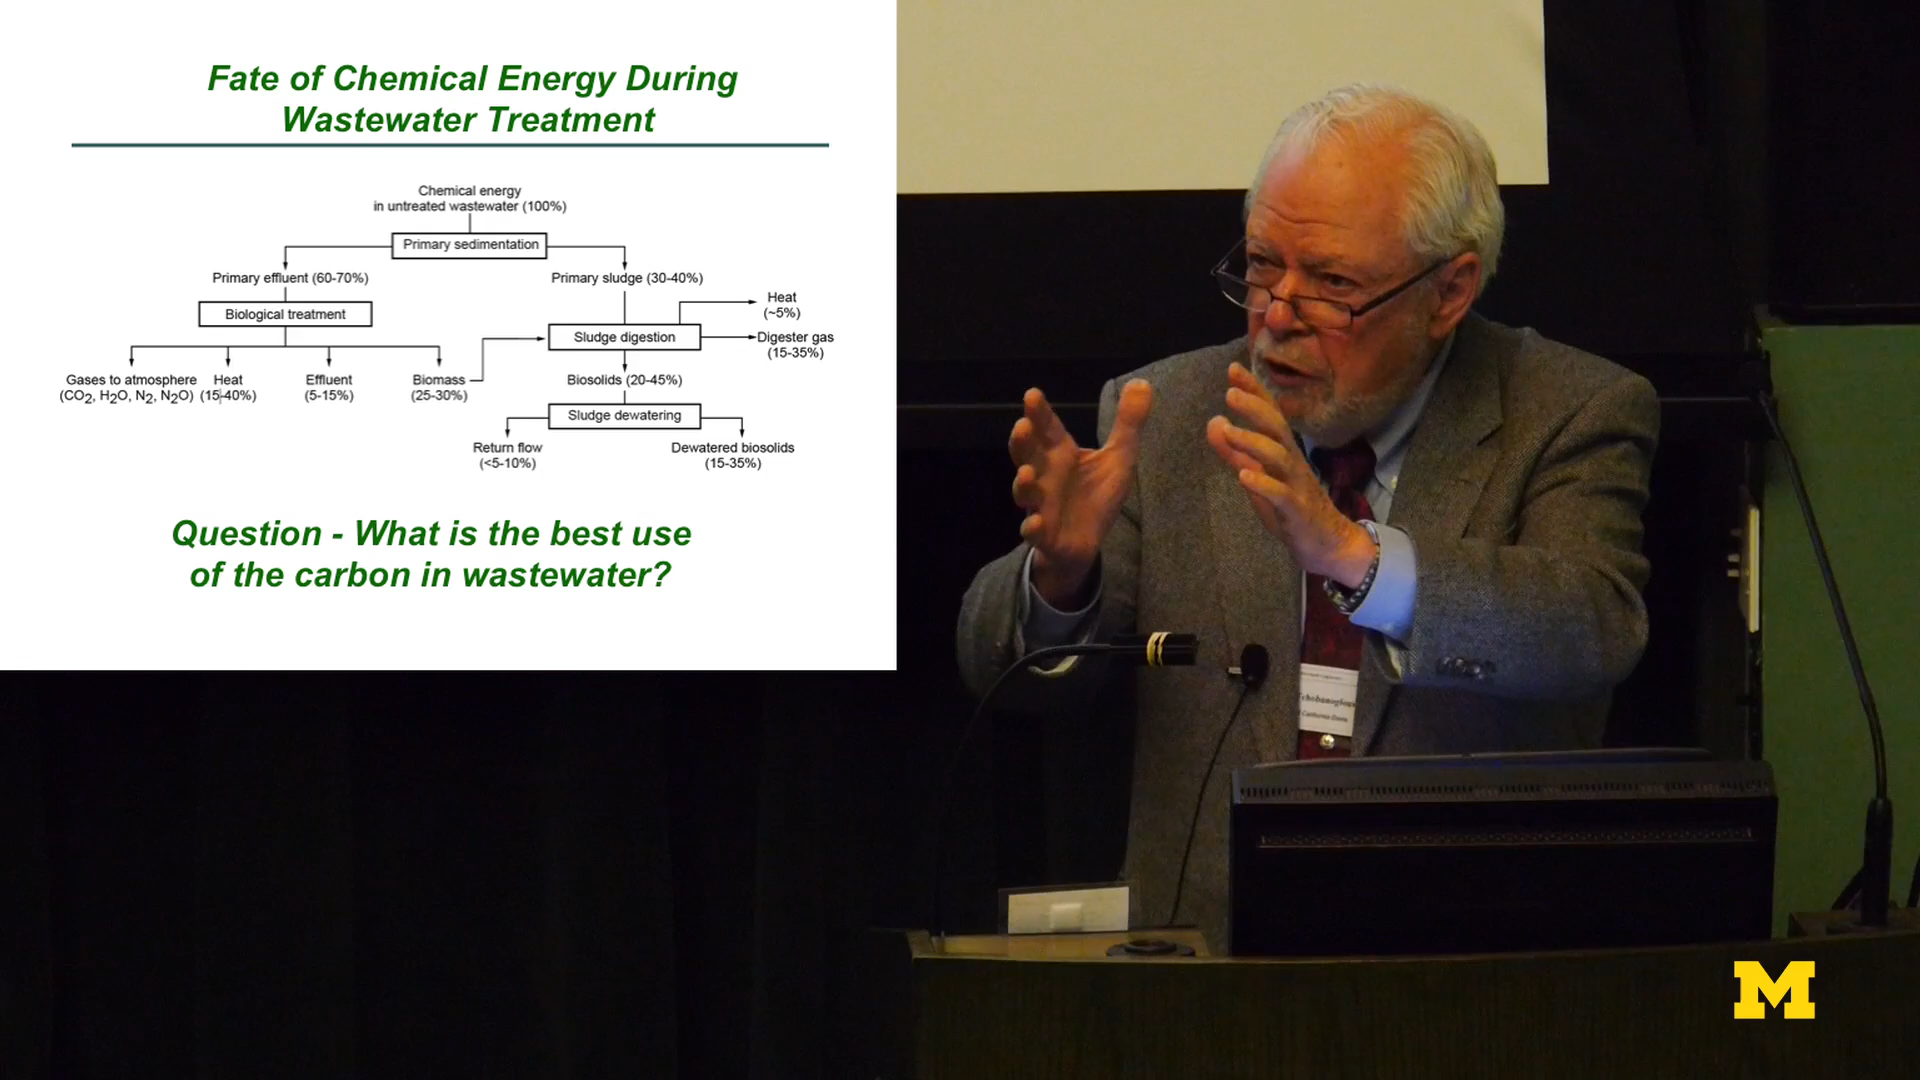 Fate of Chemical Energy During
Wastewater Treatment
Chemical energy
in untreated wastewater (100%)
Primary sedimentation
Primary effluent (60-70%)
Primary sludge (30-40%)
Biological treatment
Heat
(~5%)
Sludge digestion
Digester gas
(15-35%)
Gases to atmosphere
(CO2, H2O, N2, N2O)
Heat
(15-40%)
Effluent
(5-15%)
Biomass
(25-30%)
Biosolids (20-45%)
Sludge dewatering
Return flow
(<5-10%)
Dewatered biosolids
(15-35%)
Question - What is the best use
of the carbon in wastewater?
chobanoglous
California-Davis
M